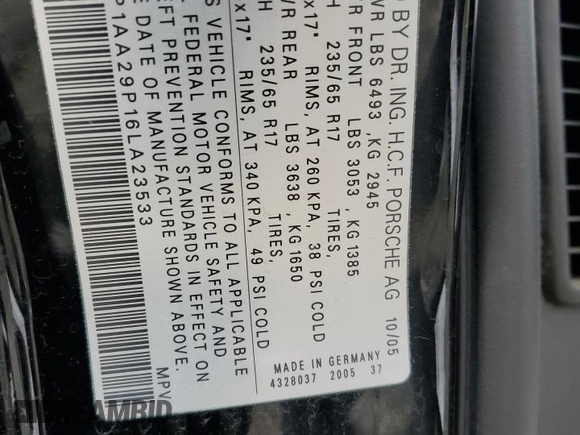 BY DR. ING. H.C.F. PORSCHE AG 10/05
WR LBS 6493 ,KG 2945
WR FRONT LBS 3053 ,KG 1385
235/65 R17 TIRES,
x17" RIMS, AT 260 KPA, 38 PSI COLD
WR REAR LBS 3638 ,KG 1650
235/65 R17 TIRES,
x17" RIMS, AT 340 KPA, 49 PSI COLD
VEHICLE CONFORMS TO ALL APPLICABLE
FEDERAL MOTOR VEHICLE SAFETY AND
PREVENTION STANDARDS IN EFFECT ON
DATE OF MANUFACTURE SHOWN ABOVE.
P1AA29P16LA23533 MPV
MADE IN GERMANY
4328037 2005 37